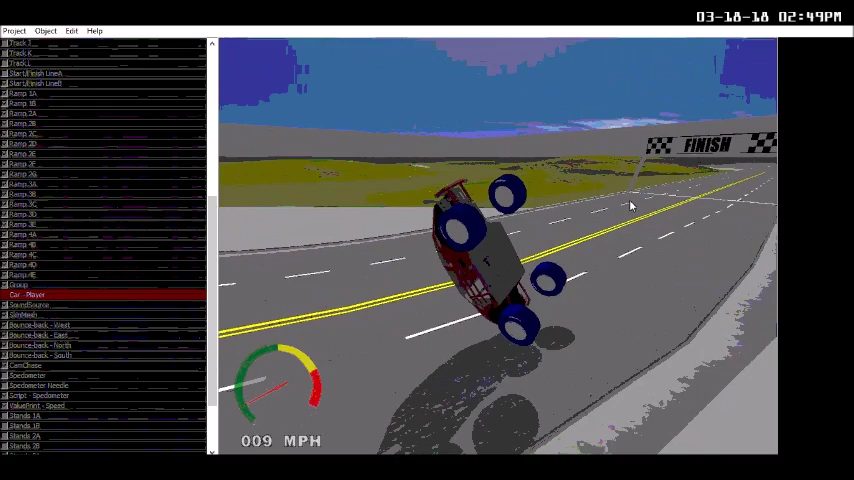 03-18-18 02:49PM
Project Object Edit Help
Track J
Track K
Track L
Start/Finish LineA
Start/Finish LineB
Ramp 1A
Ramp 1B
Ramp 2A
Ramp 2B
Ramp 2C
Ramp 2D
Ramp 2E
Ramp 2F
Ramp 2G
Ramp 3A
Ramp 3B
Ramp 3C
Ramp 3D
Ramp 3E
Ramp 4A
Ramp 4B
Ramp 4C
Ramp 4D
Ramp 4E
Group
Car - Player
SoundSource
SkinMesh
Bounce-back - West
Bounce-back - East
Bounce-back - North
Bounce-back - South
CamChase
Speedometer
Speedometer Needle
Script - Speedometer
ValuePrint - Speed
Stands 1A
Stands 1B
Stands 2A
Stands 2B
FINISH
009 MPH